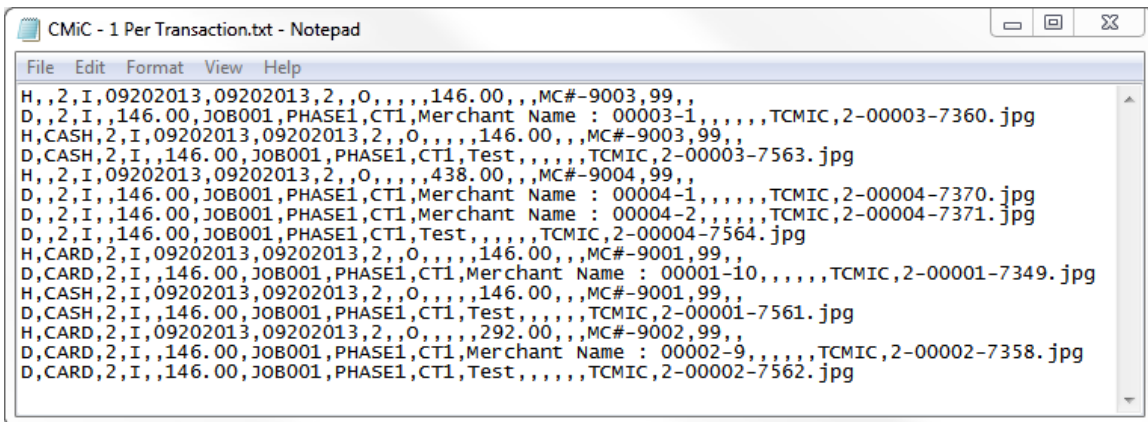 CMiC - 1 Per Transaction.txt - Notepad
File Edit Format View Help
H,,2,I,09202013,09202013,2,,O,,,,,146.00,,,MC#-9003,99,,
D,,2,I,,146.00,JOB001,PHASE1,CT1,Merchant Name : 00003-1,,,,,,TCMIC,2-00003-7360.jpg
H,CASH,2,I,09202013,09202013,2,,O,,,,,146.00,,,MC#-9003,99,,
D,CASH,2,I,,146.00,JOB001,PHASE1,CT1,Test,,,,,,TCMIC,2-00003-7563.jpg
H,,2,I,09202013,09202013,2,,O,,,,,438.00,,,MC#-9004,99,,
D,,2,I,,146.00,JOB001,PHASE1,CT1,Merchant Name : 00004-1,,,,,,TCMIC,2-00004-7370.jpg
D,,2,I,,146.00,JOB001,PHASE1,CT1,Merchant Name : 00004-2,,,,,,TCMIC,2-00004-7371.jpg
D,,2,I,,146.00,JOB001,PHASE1,CT1,Test,,,,,,TCMIC,2-00004-7564.jpg
H,CARD,2,I,09202013,09202013,2,,O,,,,,146.00,,,MC#-9001,99,,
D,CARD,2,I,,146.00,JOB001,PHASE1,CT1,Merchant Name : 00001-10,,,,,,TCMIC,2-00001-7349.jpg
H,CASH,2,I,09202013,09202013,2,,O,,,,,146.00,,,MC#-9001,99,,
D,CASH,2,I,,146.00,JOB001,PHASE1,CT1,Test,,,,,,TCMIC,2-00001-7561.jpg
H,CARD,2,I,09202013,09202013,2,,O,,,,,292.00,,,MC#-9002,99,,
D,CARD,2,I,,146.00,JOB001,PHASE1,CT1,Merchant Name : 00002-9,,,,,,TCMIC,2-00002-7358.jpg
D,CARD,2,I,,146.00,JOB001,PHASE1,CT1,Test,,,,,,TCMIC,2-00002-7562.jpg